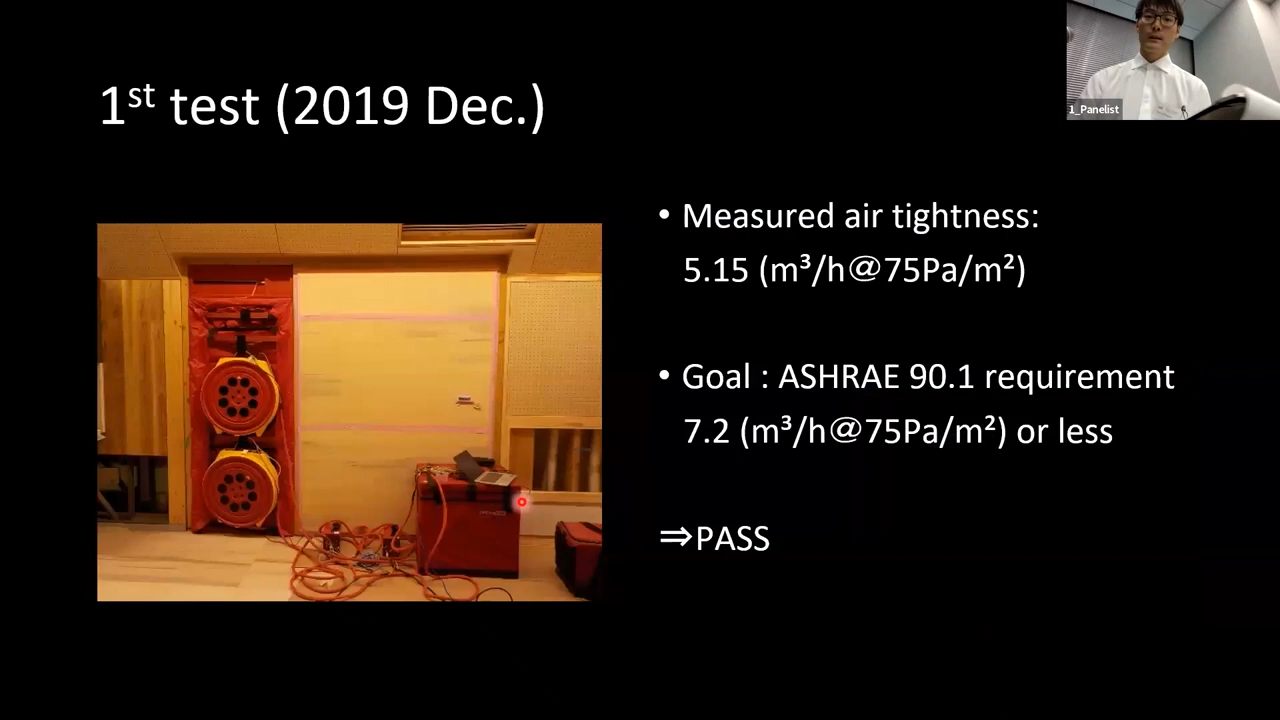 1st test (2019 Dec.)
1_Panelist
• Measured air tightness:
5.15 (m³/h@75Pa/m²)
• Goal : ASHRAE 90.1 requirement
7.2 (m³/h@75Pa/m²) or less
⇒PASS